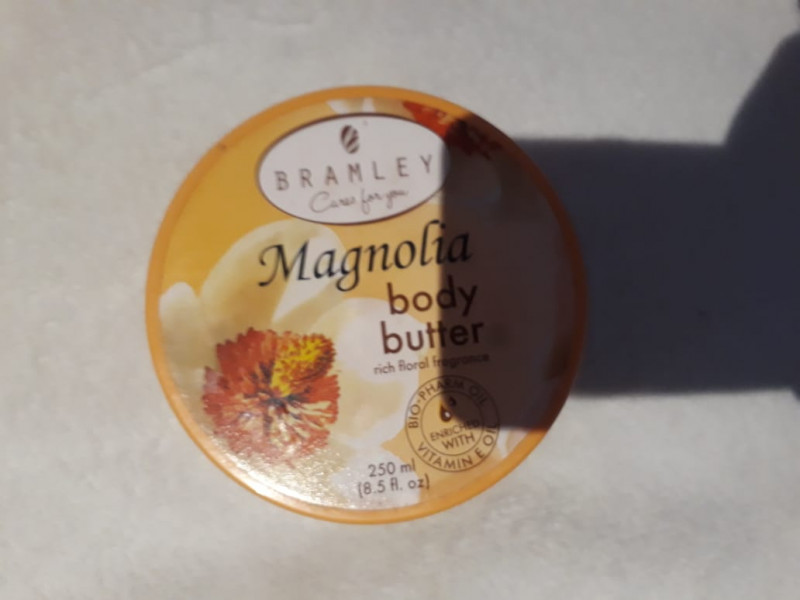 BRAMLEY
Cares for you
Magnolia
body
butter
rich floral fragrance
BIO-PHARM OIL
ENRICHED
WITH
VITAMIN E OIL
250 ml
(8.5 fl. oz)